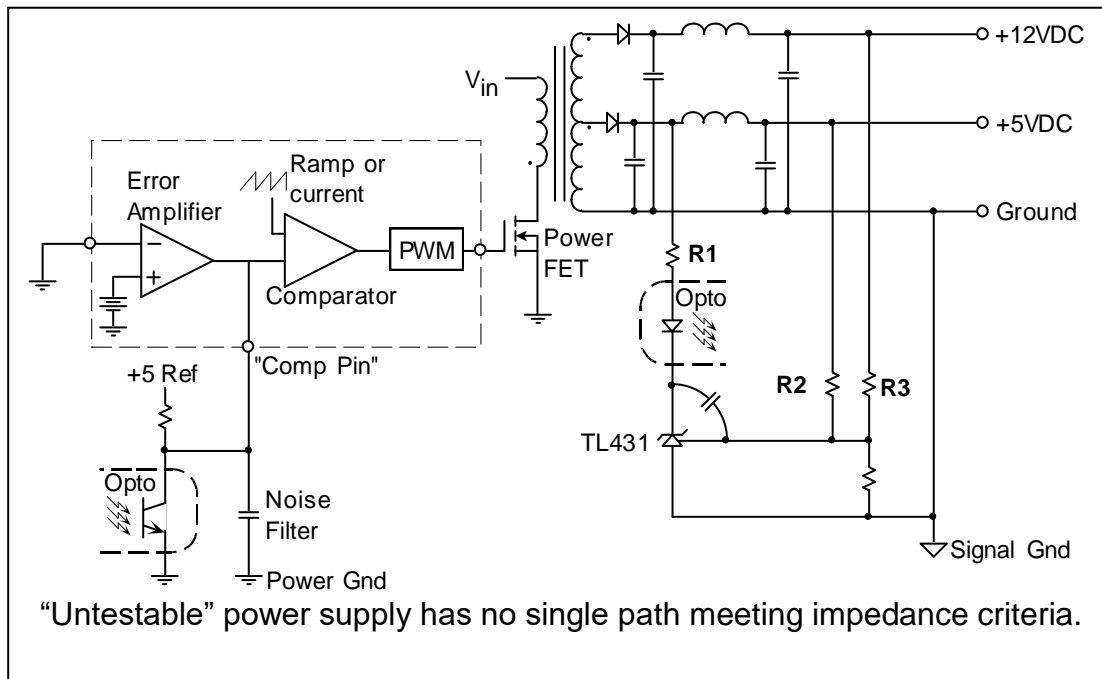 +12VDC
V_in
+5VDC
Error
Amplifier
Ramp or
current
−
+
PWM
Comparator
Power
FET
Ground
R1
Opto
"Comp Pin"
+5 Ref
R2
R3
TL431
Opto
Noise
Filter
Power Gnd
Signal Gnd
“Untestable” power supply has no single path meeting impedance criteria.